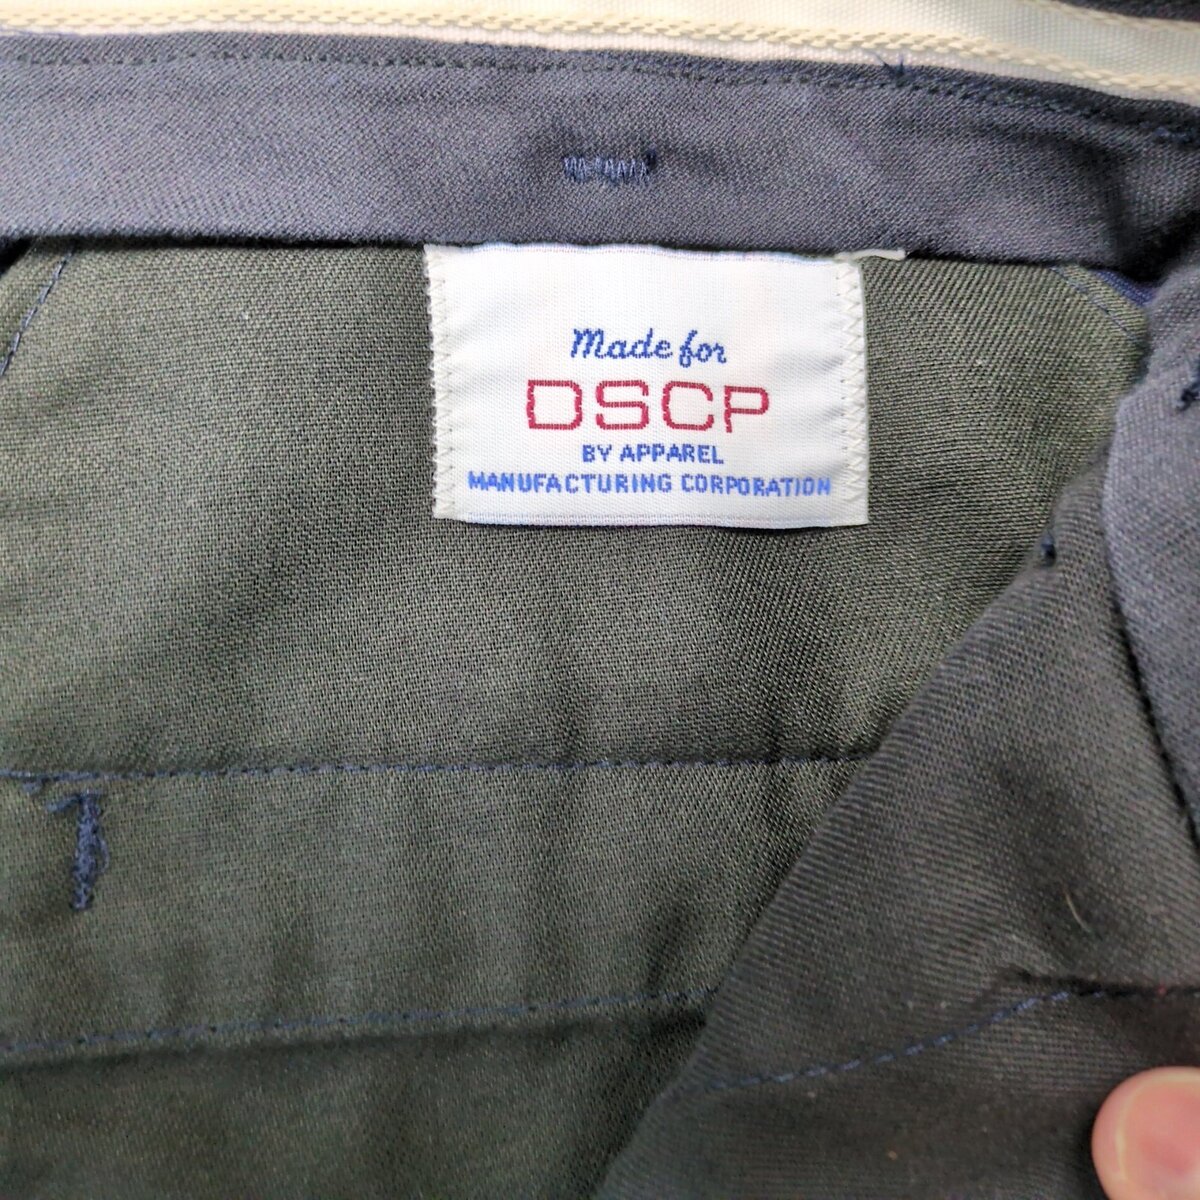 Made for
DSCP
BY APPAREL
MANUFACTURING CORPORATION